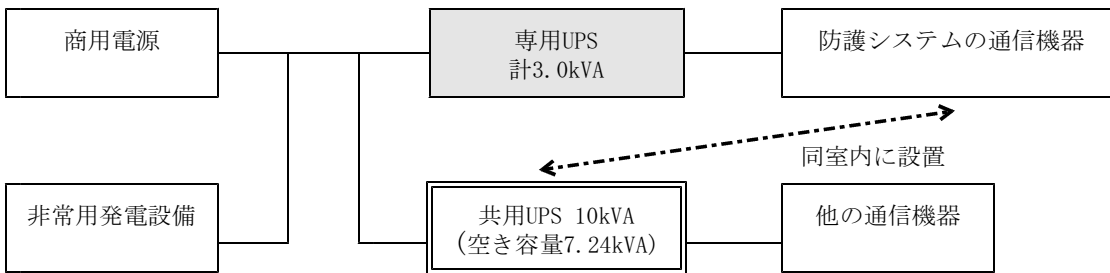 商用電源
専用UPS
計3.0kVA
防護システムの通信機器
同室内に設置
非常用発電設備
共用UPS 10kVA
(空き容量7.24kVA)
他の通信機器